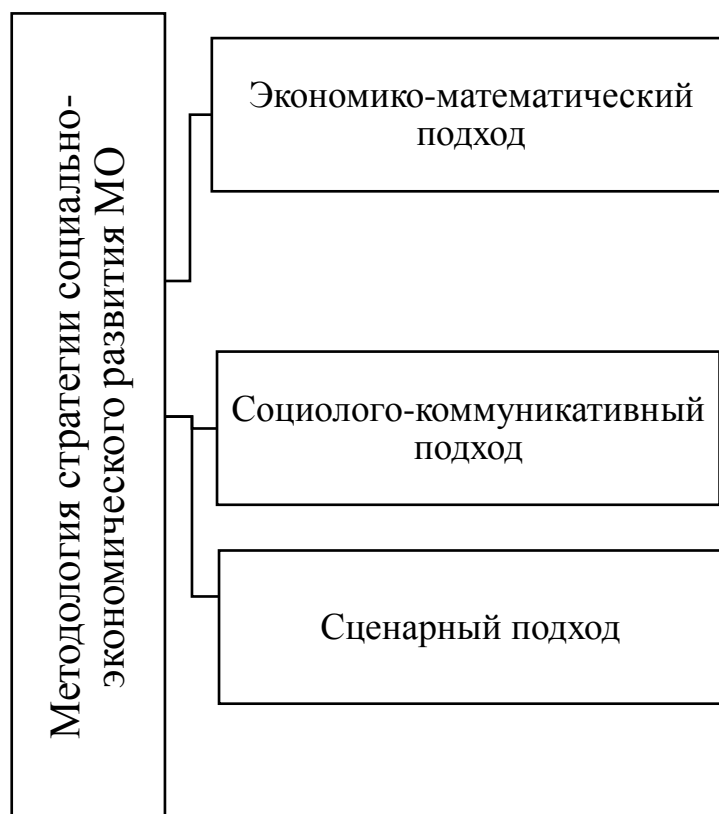 Методология стратегии социально-
экономического развития МО
Экономико-математический
подход
Социолого-коммуникативный
подход
Сценарный подход